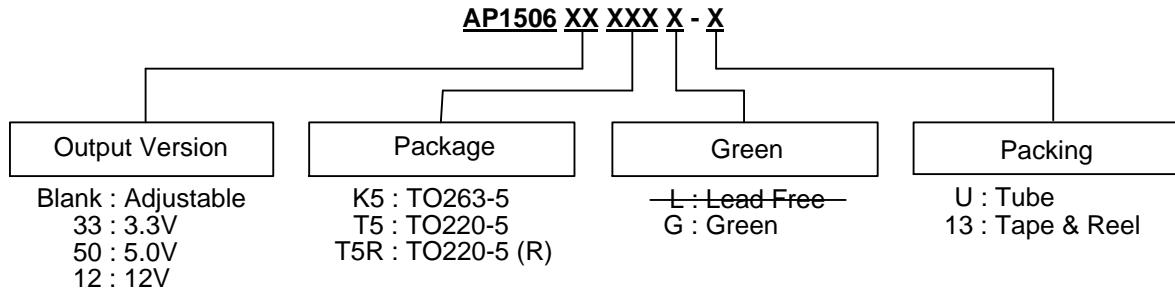 AP1506 XX XXX X - X
Output Version
Blank : Adjustable
33 : 3.3V
50 : 5.0V
12 : 12V
Package
K5 : TO263-5
T5 : TO220-5
T5R : TO220-5 (R)
Green
L : Lead Free
G : Green
Packing
U : Tube
13 : Tape & Reel